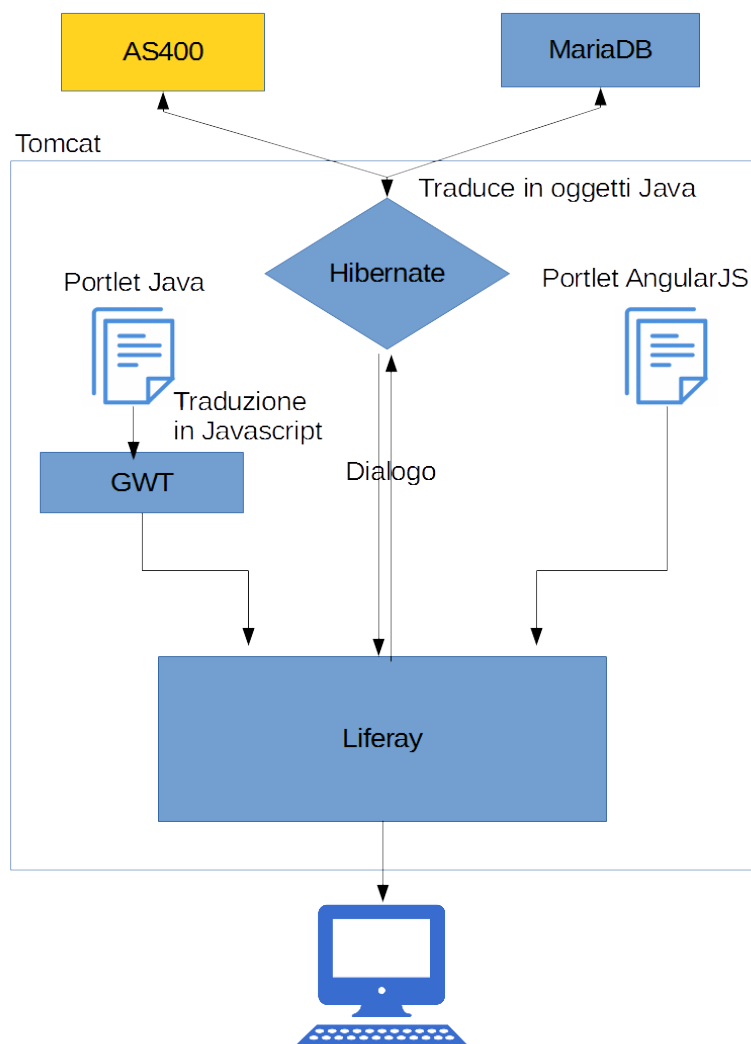 AS400
MariaDB
Tomcat
Traduce in oggetti Java
Hibernate
Portlet Java
Portlet AngularJS
Traduzione
in Javascript
GWT
Dialogo
Liferay